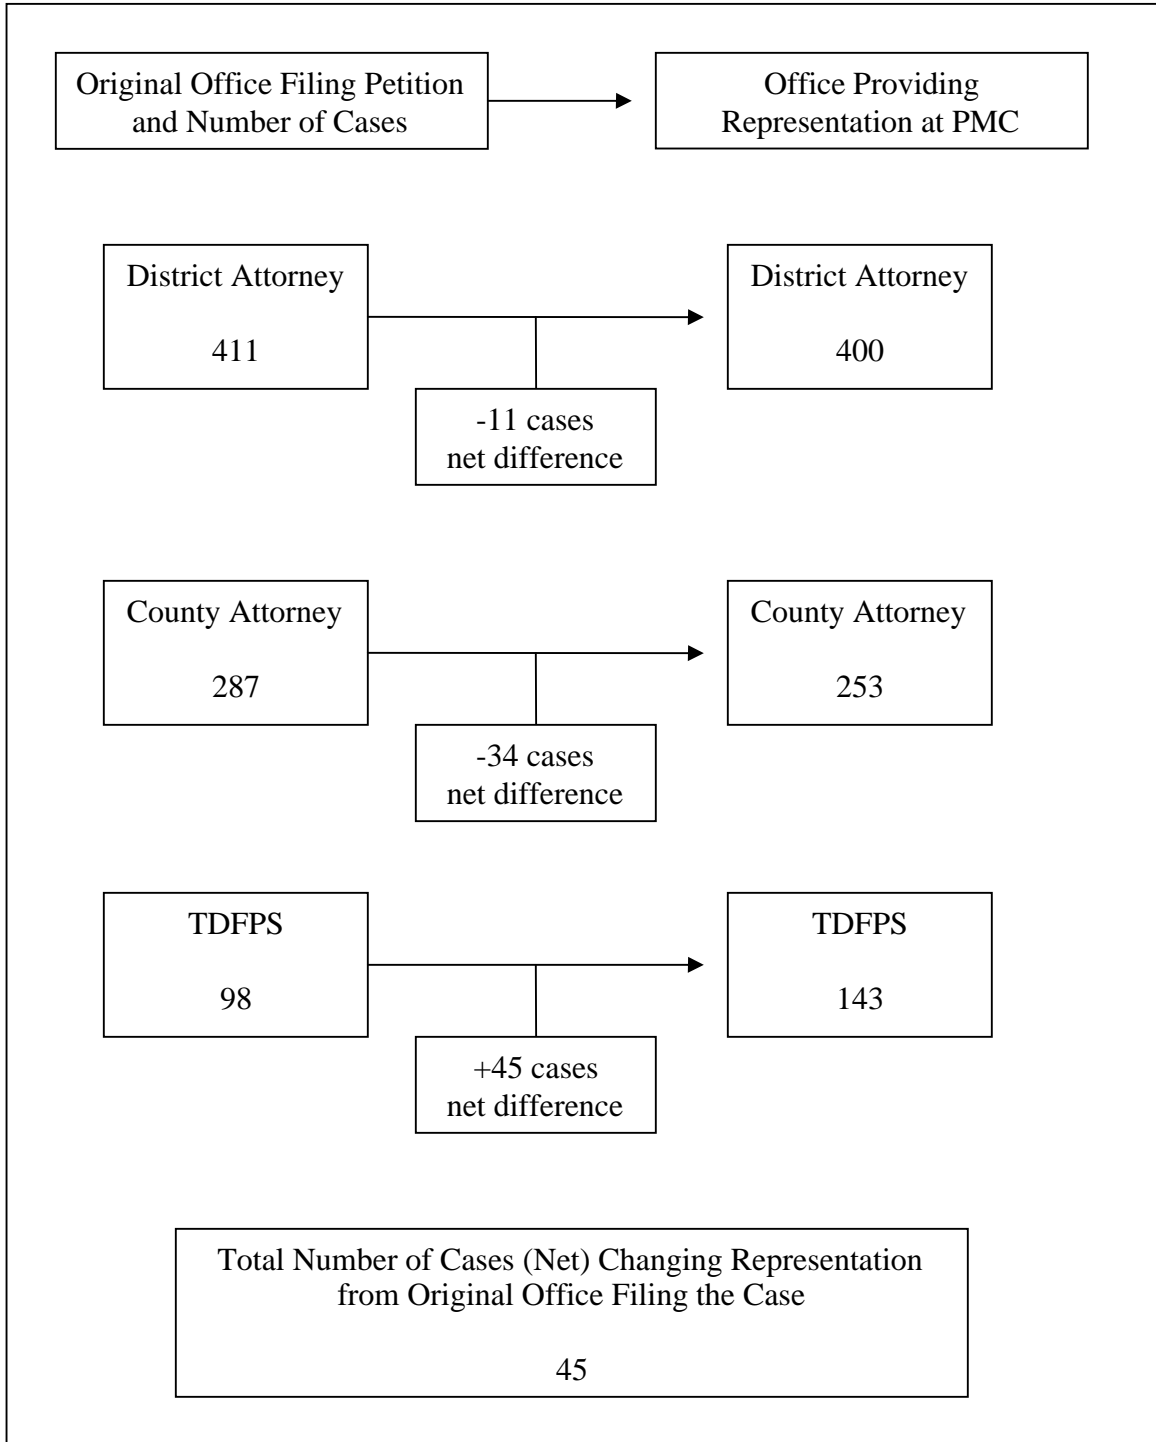 Original Office Filing Petition
and Number of Cases
Office Providing
Representation at PMC
District Attorney
411
District Attorney
400
-11 cases
net difference
County Attorney
287
County Attorney
253
-34 cases
net difference
TDFPS
98
TDFPS
143
+45 cases
net difference
Total Number of Cases (Net) Changing Representation
from Original Office Filing the Case
45